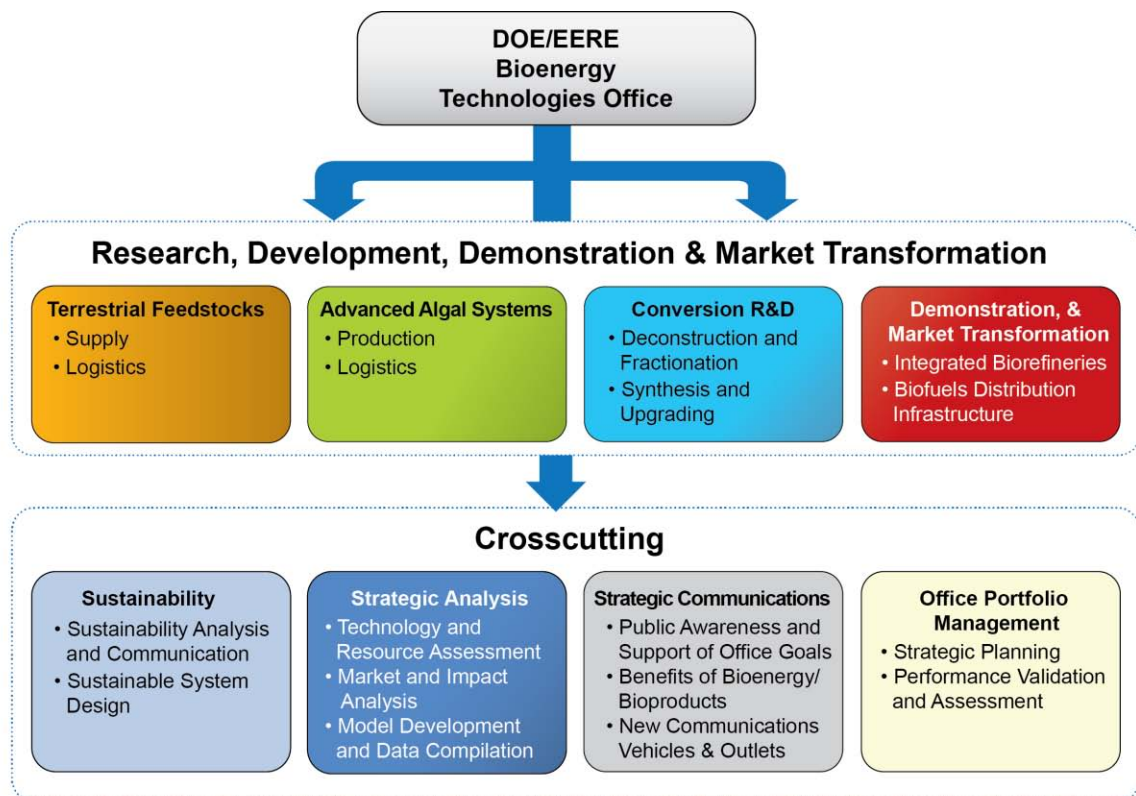 DOE/EERE
Bioenergy
Technologies Office
Research, Development, Demonstration & Market Transformation
Terrestrial Feedstocks
• Supply
• Logistics
Advanced Algal Systems
• Production
• Logistics
Conversion R&D
• Deconstruction and
Fractionation
• Synthesis and
Upgrading
Demonstration, &
Market Transformation
• Integrated Biorefineries
• Biofuels Distribution
Infrastructure
Crosscutting
Sustainability
• Sustainability Analysis
and Communication
• Sustainable System
Design
Strategic Analysis
• Technology and
Resource Assessment
• Market and Impact
Analysis
• Model Development
and Data Compilation
Strategic Communications
• Public Awareness and
Support of Office Goals
• Benefits of Bioenergy/
Bioproducts
• New Communications
Vehicles & Outlets
Office Portfolio
Management
• Strategic Planning
• Performance Validation
and Assessment